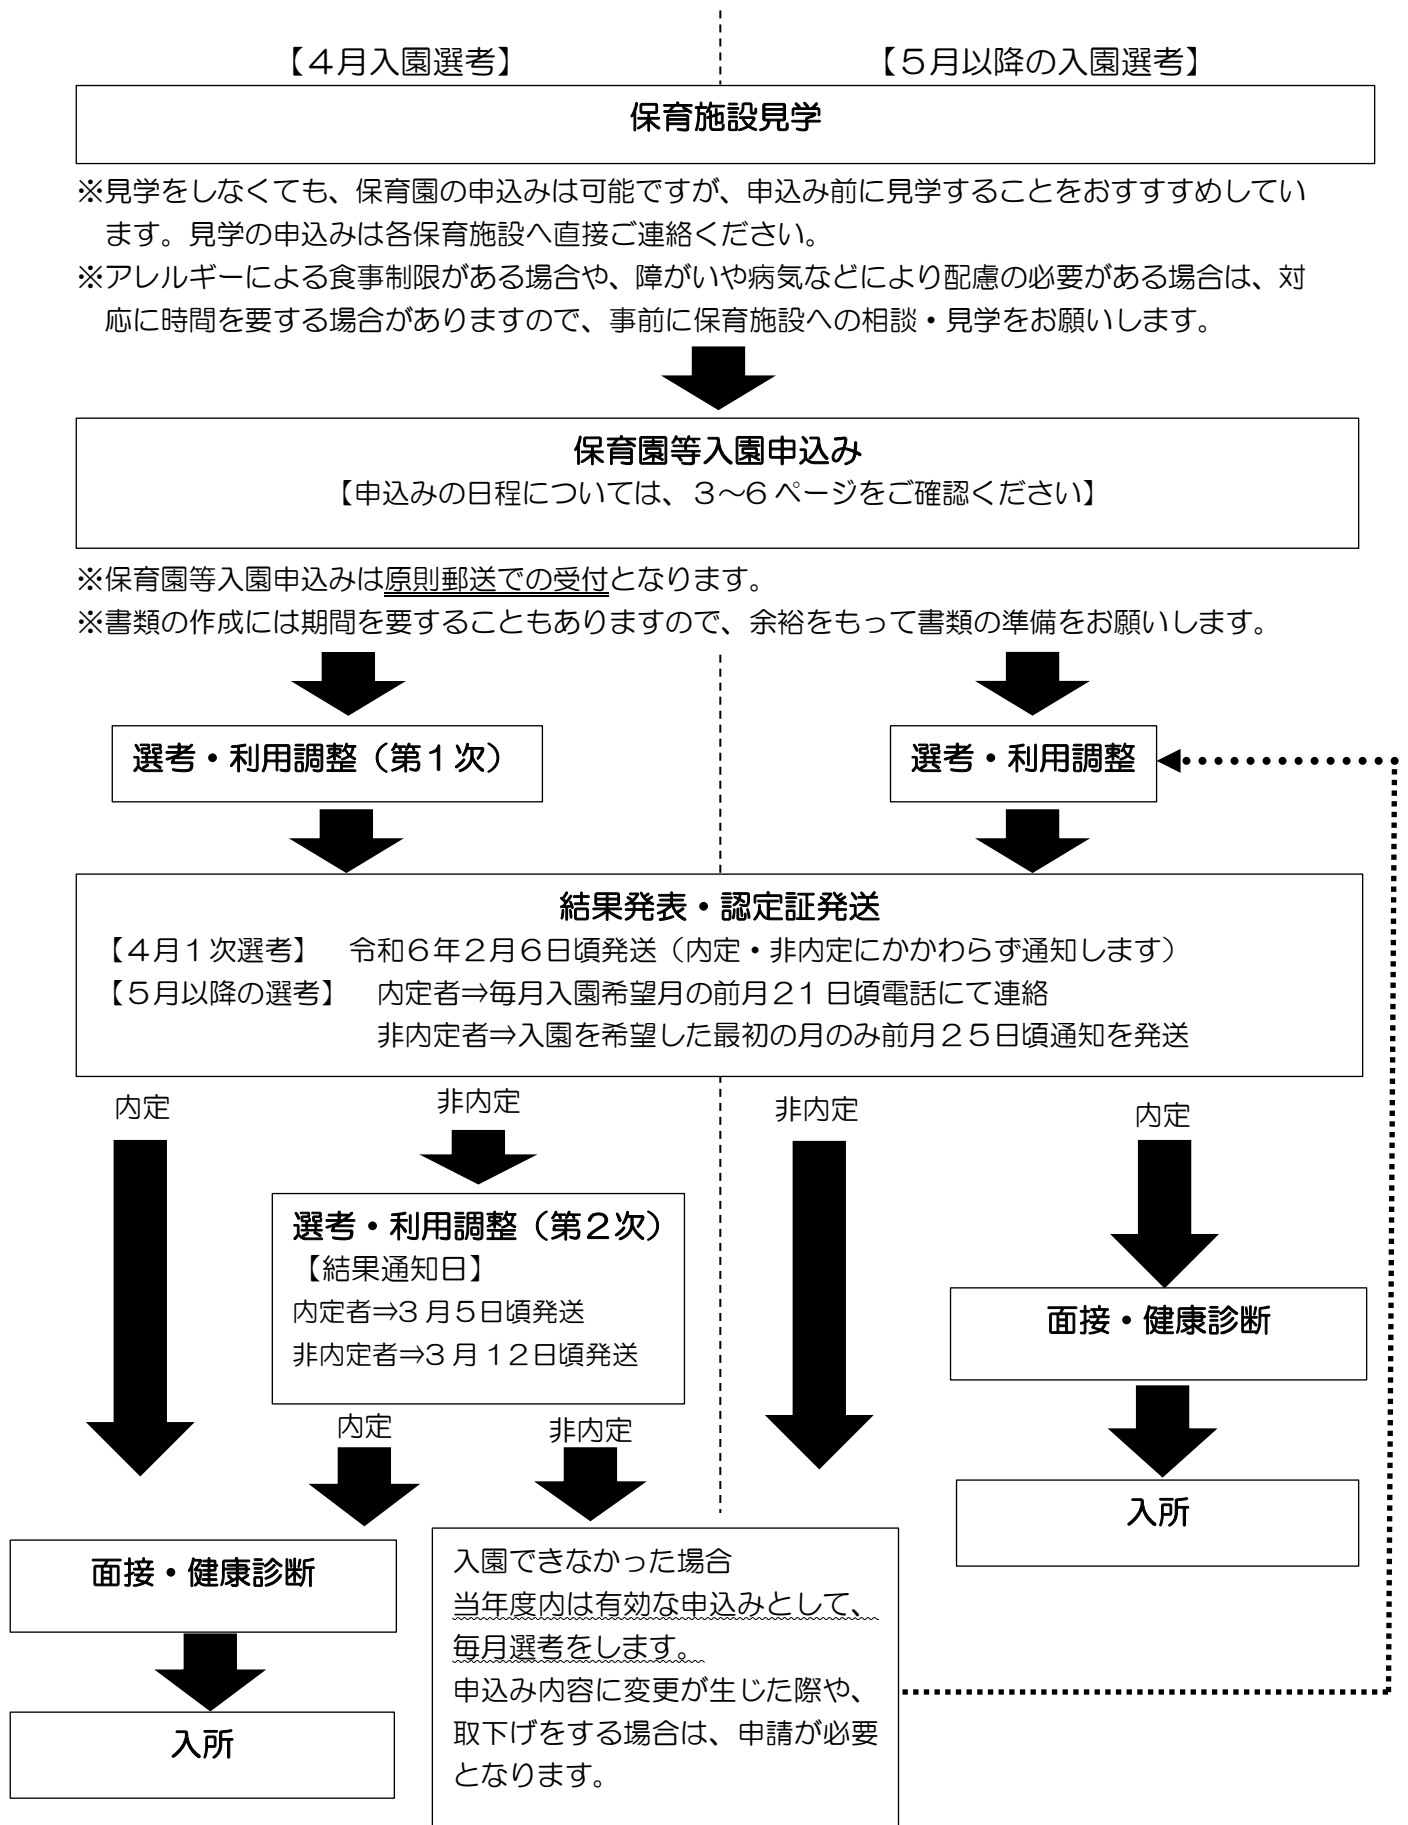 【４月入園選考】
【５月以降の入園選考】
保育施設見学
※見学をしなくても、保育園の申込みは可能ですが、申込み前に見学することをおすすすめしてい
ます。見学の申込みは各保育施設へ直接ご連絡ください。
※アレルギーによる食事制限がある場合や、障がいや病気などにより配慮の必要がある場合は、対
応に時間を要する場合がありますので、事前に保育施設への相談・見学をお願いします。
保育園等入園申込み
【申込みの日程については、３～６ページをご確認ください】
※保育園等入園申込みは原則郵送での受付となります。
※書類の作成には期間を要することもありますので、余裕をもって書類の準備をお願いします。
選考・利用調整（第１次）
選考・利用調整
結果発表・認定証発送
【４月１次選考】　令和６年２月６日頃発送（内定・非内定にかかわらず通知します）
【５月以降の選考】　内定者⇒毎月入園希望月の前月２１日頃電話にて連絡
非内定者⇒入園を希望した最初の月のみ前月２５日頃通知を発送
内定
非内定
非内定
内定
選考・利用調整（第２次）
【結果通知日】
内定者⇒３月５日頃発送
非内定者⇒３月１２日頃発送
面接・健康診断
内定
非内定
入所
面接・健康診断
入所
入園できなかった場合
当年度内は有効な申込みとして、
毎月選考をします。
申込み内容に変更が生じた際や、
取下げをする場合は、申請が必要
となります。